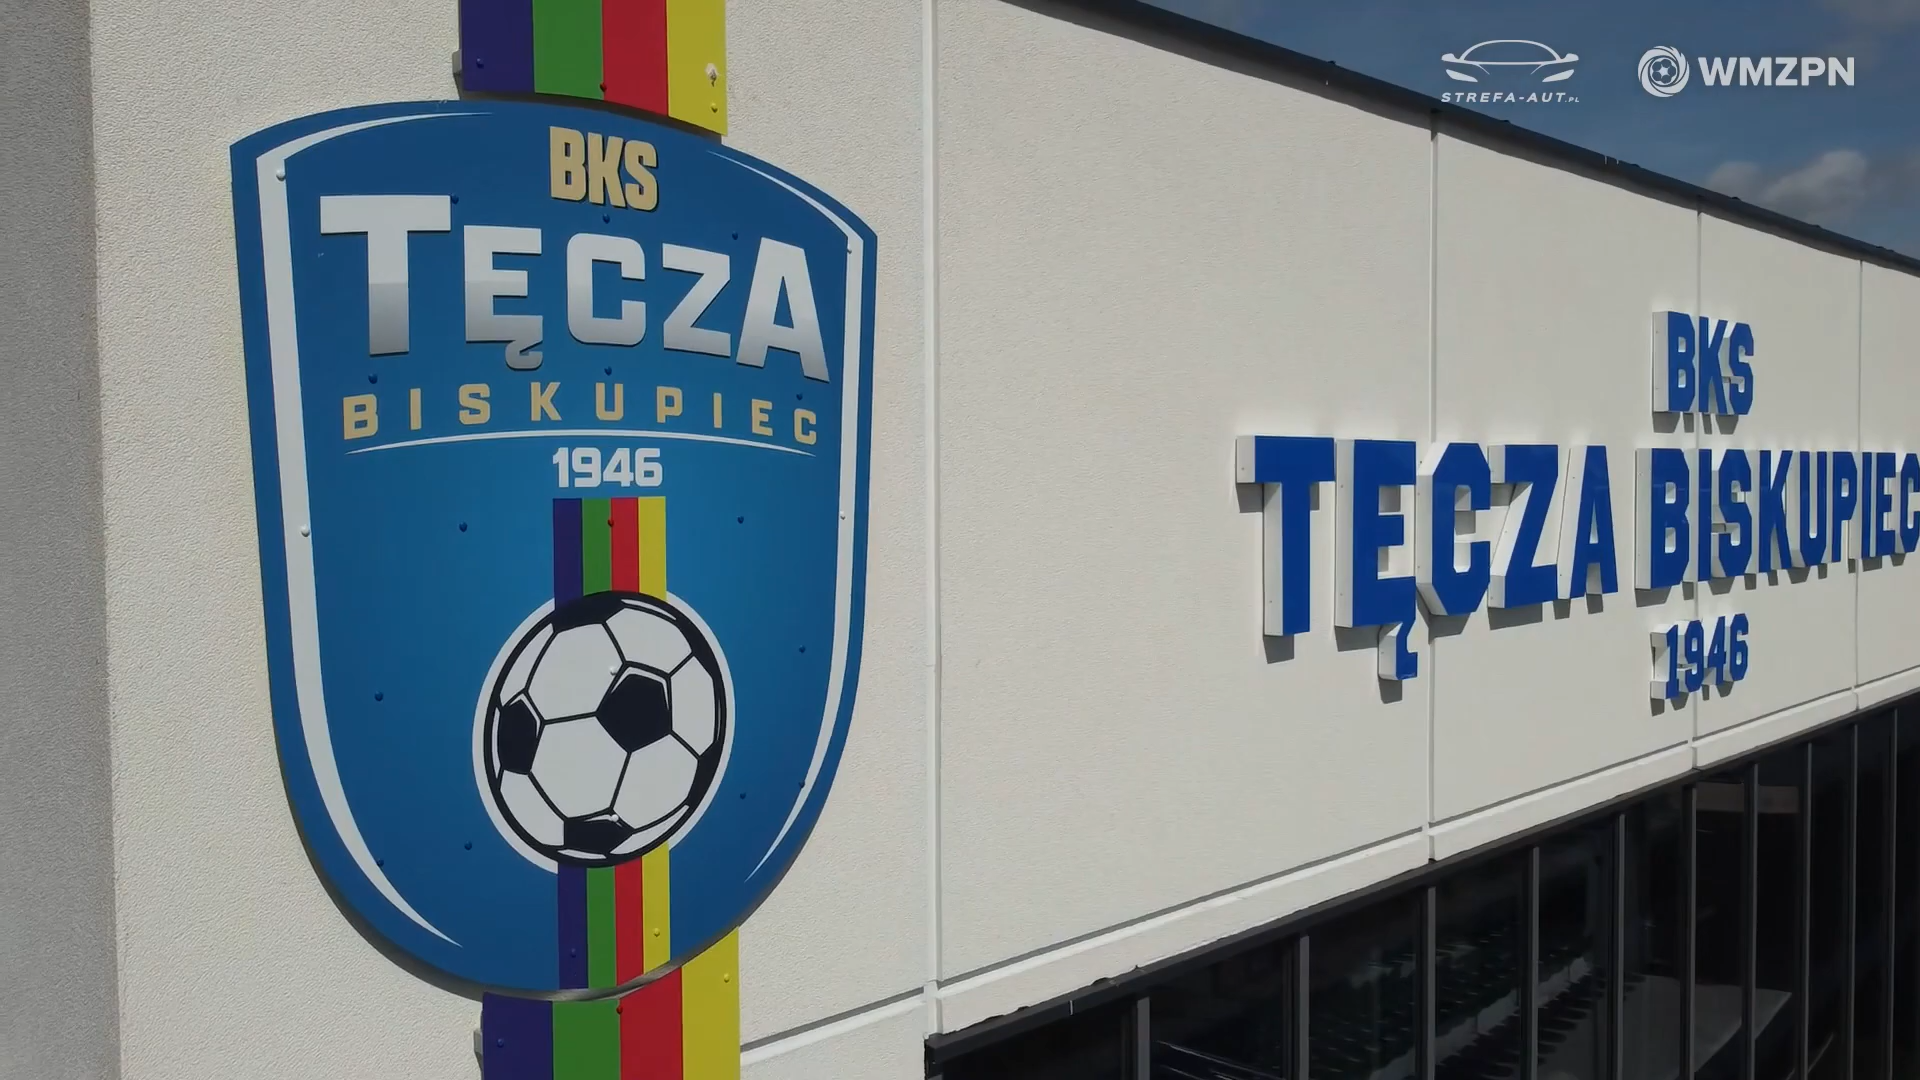 BKS
TĘCZA
BISKUPIEC
1946
BKS
TĘCZA BISKUPIEC
1946
STREFA-AUT.PL
WMZPN